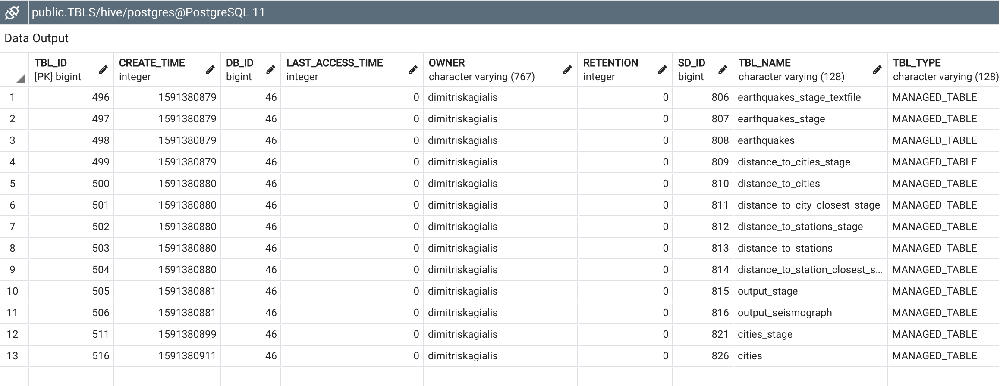 public.TBLS/hive/postgres@PostgreSQL 11
Data Output
TBL_ID CREATE_TIME DB_ID LAST_ACCESS_TIME OWNER RETENTION SD_ID TBL_NAME TBL_TYPE
[PK] bigint integer bigint integer character varying (767) integer bigint character varying (128) character varying (128)
1 496 1591380879 46 0 dimitriskagialis 0 806 earthquakes_stage_textfile MANAGED_TABLE
2 497 1591380879 46 0 dimitriskagialis 0 807 earthquakes_stage MANAGED_TABLE
3 498 1591380879 46 0 dimitriskagialis 0 808 earthquakes MANAGED_TABLE
4 499 1591380879 46 0 dimitriskagialis 0 809 distance_to_cities_stage MANAGED_TABLE
5 500 1591380880 46 0 dimitriskagialis 0 810 distance_to_cities MANAGED_TABLE
6 501 1591380880 46 0 dimitriskagialis 0 811 distance_to_city_closest_stage MANAGED_TABLE
7 502 1591380880 46 0 dimitriskagialis 0 812 distance_to_stations_stage MANAGED_TABLE
8 503 1591380880 46 0 dimitriskagialis 0 813 distance_to_stations MANAGED_TABLE
9 504 1591380880 46 0 dimitriskagialis 0 814 distance_to_station_closest_s... MANAGED_TABLE
10 505 1591380881 46 0 dimitriskagialis 0 815 output_stage MANAGED_TABLE
11 506 1591380881 46 0 dimitriskagialis 0 816 output_seismograph MANAGED_TABLE
12 511 1591380899 46 0 dimitriskagialis 0 821 cities_stage MANAGED_TABLE
13 516 1591380911 46 0 dimitriskagialis 0 826 cities MANAGED_TABLE